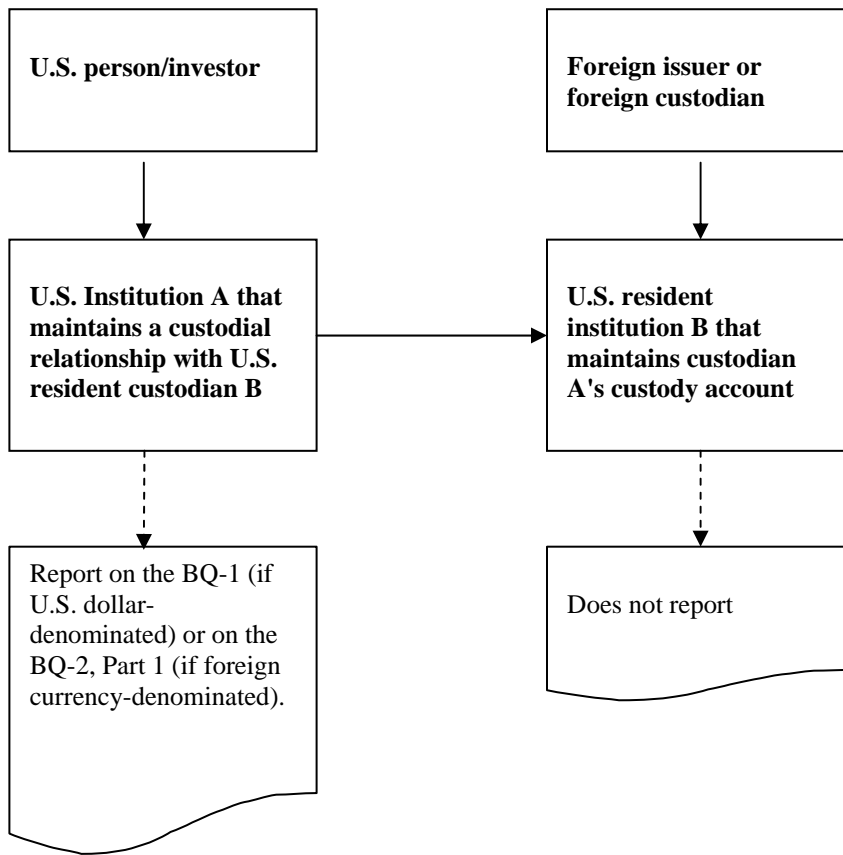 U.S. person/investor
Foreign issuer or
foreign custodian
U.S. Institution A that
maintains a custodial
relationship with U.S.
resident custodian B
U.S. resident
institution B that
maintains custodian
A's custody account
Report on the BQ-1 (if
U.S. dollar-
denominated) or on the
BQ-2, Part 1 (if foreign
currency-denominated).
Does not report